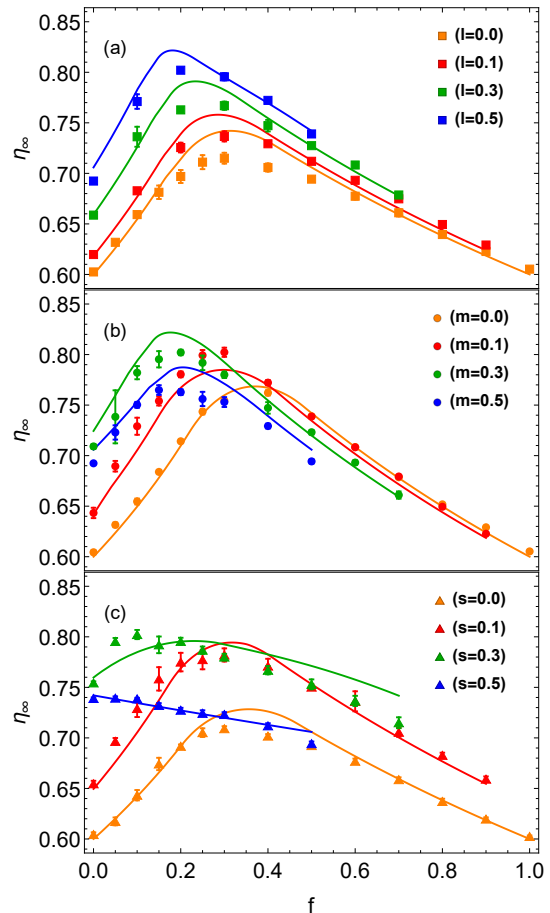 0.85
(a)
(l=0.0)
0.80
(l=0.1)
(l=0.3)
0.75
(l=0.5)
η∞
0.70
0.65
0.60
0.85
(b)
(m=0.0)
0.80
(m=0.1)
(m=0.3)
0.75
(m=0.5)
η∞
0.70
0.65
0.60
0.85
(c)
(s=0.0)
0.80
(s=0.1)
(s=0.3)
0.75
(s=0.5)
η∞
0.70
0.65
0.60
0.0 0.2 0.4 0.6 0.8 1.0
f